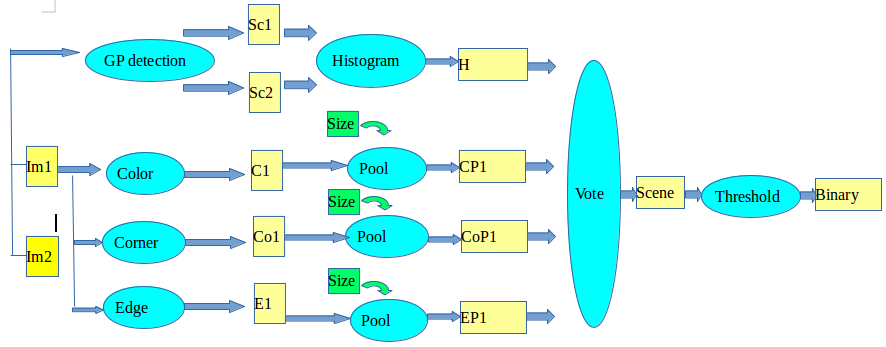 Sc1
GP detection
Histogram
H
Sc2
Size
Im1
Color
C1
Pool
CP1
Size
Vote
Scene
Threshold
Binary
Corner
Co1
Pool
CoP1
Im2
Size
Edge
E1
Pool
EP1